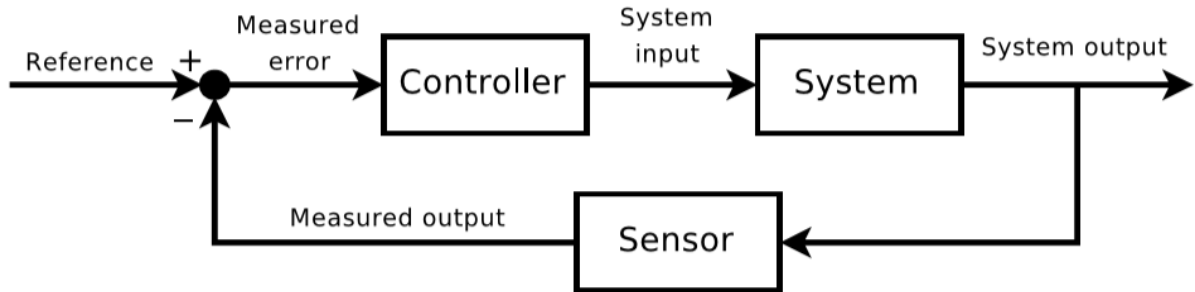 Reference
+
−
Measured
error
Controller
System
input
System
System output
Measured output
Sensor